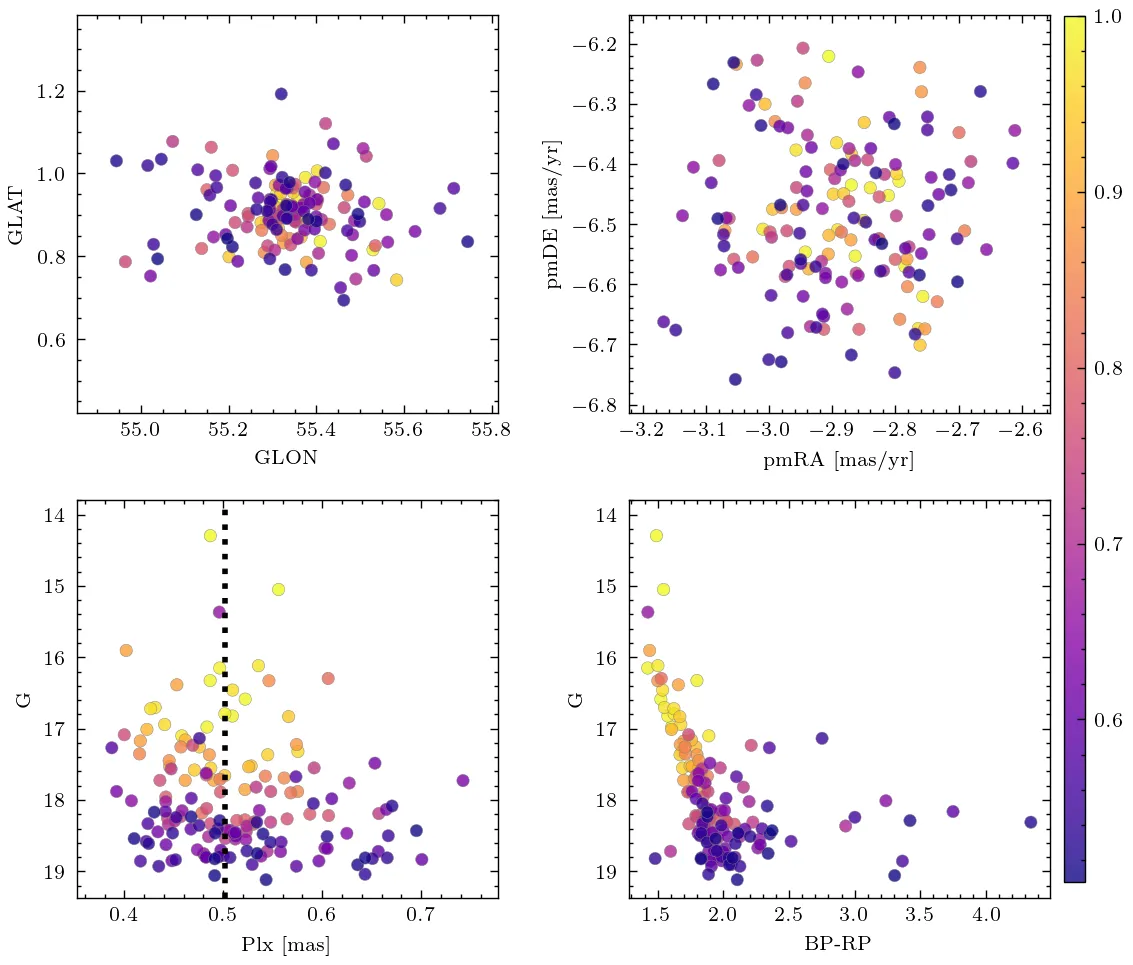 1.2
1.0
0.8
0.6
GLAT
55.0 55.2 55.4 55.6 55.8
GLON
−6.2
−6.3
−6.4
−6.5
−6.6
−6.7
−6.8
pmDE [mas/yr]
−3.2 −3.1 −3.0 −2.9 −2.8 −2.7 −2.6
pmRA [mas/yr]
1.0
0.9
0.8
0.7
0.6
14
15
16
17
18
19
G
0.4 0.5 0.6 0.7
Plx [mas]
14
15
16
17
18
19
G
1.5 2.0 2.5 3.0 3.5 4.0
BP-RP